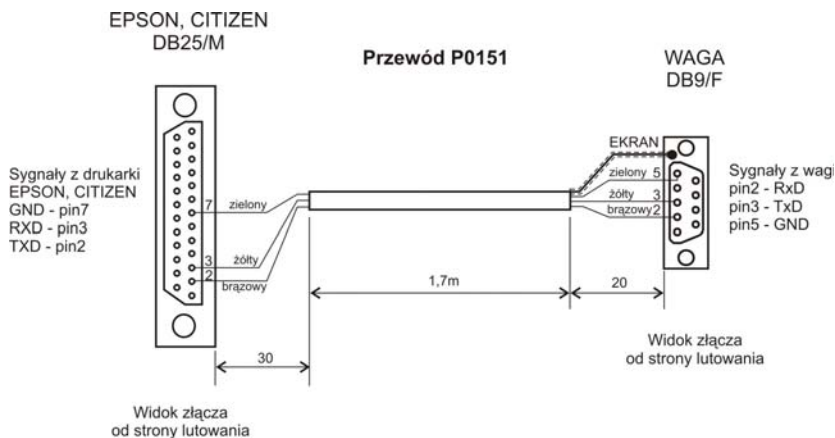 EPSON, CITIZEN
DB25/M
Przewód P0151
WAGA
DB9/F
Sygnały z drukarki
EPSON, CITIZEN
GND - pin7
RXD - pin3
TXD - pin2
7
zielony
3
żółty
2
brązowy
EKRAN
zielony 5
żółty 3
brązowy 2
Sygnały z wagi
pin2 - RxD
pin3 - TxD
pin5 - GND
1,7m
20
30
Widok złącza
od strony lutowania
Widok złącza
od strony lutowania